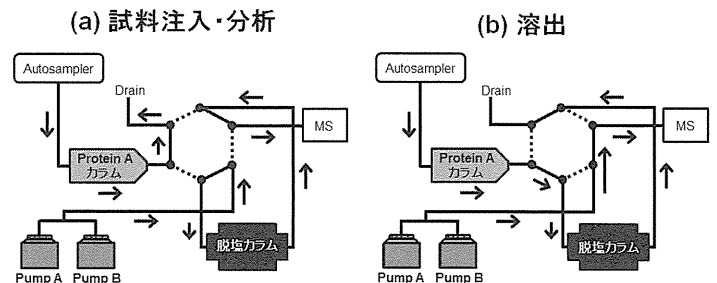 (a) 試料注入・分析
Autosampler
Drain
MS
Protein A
カラム
脱塩カラム
Pump A
Pump B
(b) 溶出
Autosampler
Drain
MS
Protein A
カラム
脱塩カラム
Pump A
Pump B